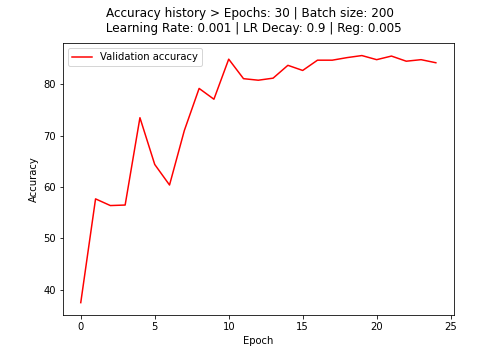 Accuracy history > Epochs: 30 | Batch size: 200
Learning Rate: 0.001 | LR Decay: 0.9 | Reg: 0.005
Validation accuracy
80
70
60
50
40
Accuracy
0 5 10 15 20 25
Epoch